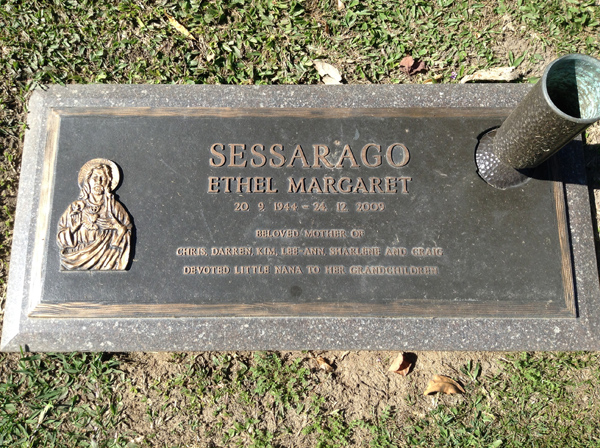 SESSARAGO
ETHEL MARGARET
20. 9. 1944 - 26. 12. 2009
BELOVED MOTHER OF
CHRIS, DARREN, KIM, LEE-ANN, SHARLENE AND CRAIG
DEVOTED LITTLE NANA TO HER GRANDCHILDREN